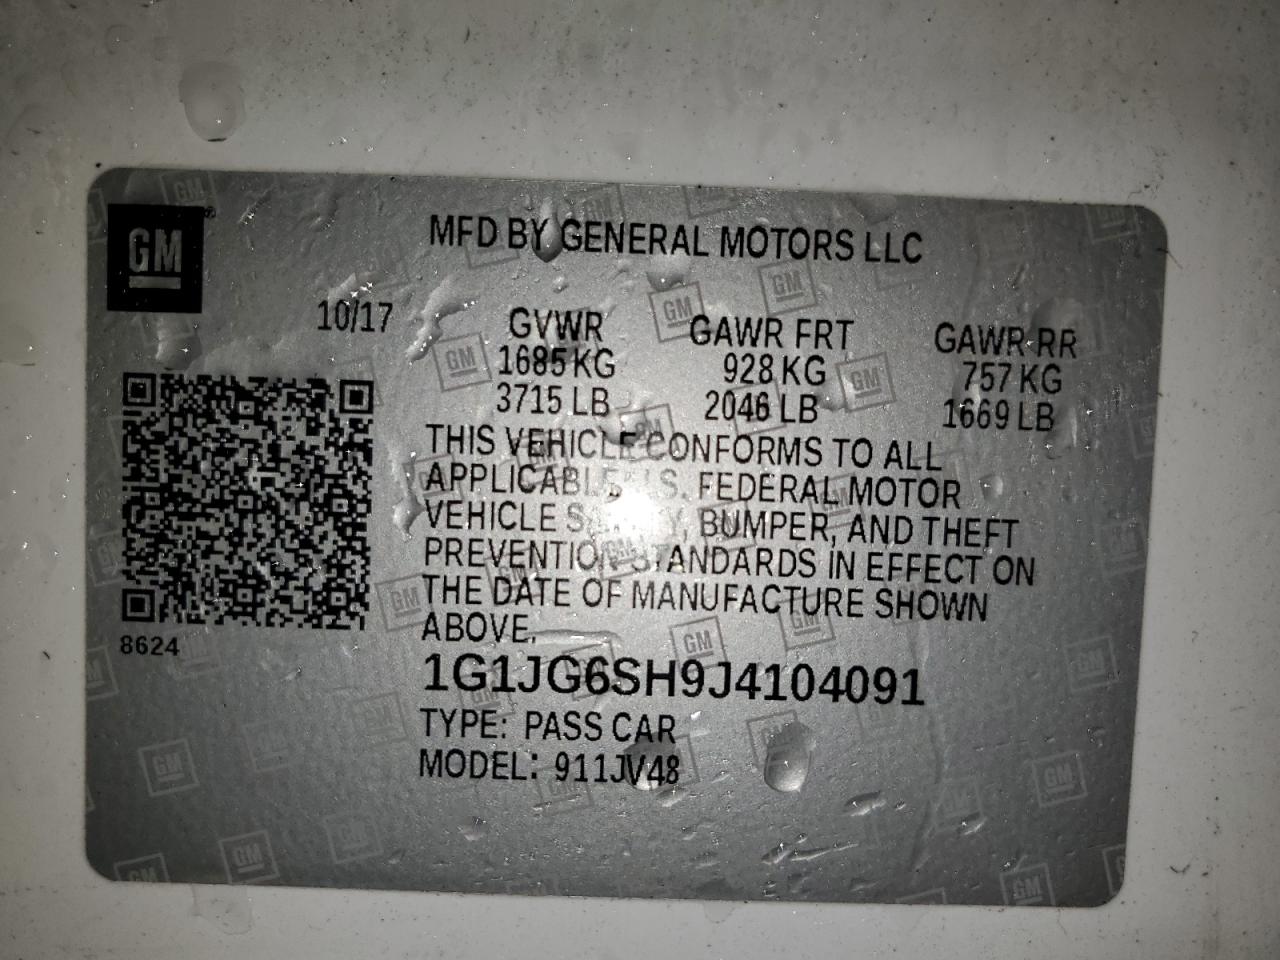 GM
MFD BY GENERAL MOTORS LLC
10/17
GVWR GAWR FRT GAWR RR
1685 KG 928 KG 757 KG
3715 LB 2046 LB 1669 LB
THIS VEHICLE CONFORMS TO ALL
APPLICABLE U.S. FEDERAL MOTOR
VEHICLE SAFETY, BUMPER, AND THEFT
PREVENTION STANDARDS IN EFFECT ON
THE DATE OF MANUFACTURE SHOWN
ABOVE.
8624
1G1JG6SH9J4104091
TYPE: PASS CAR
MODEL: 911JV48